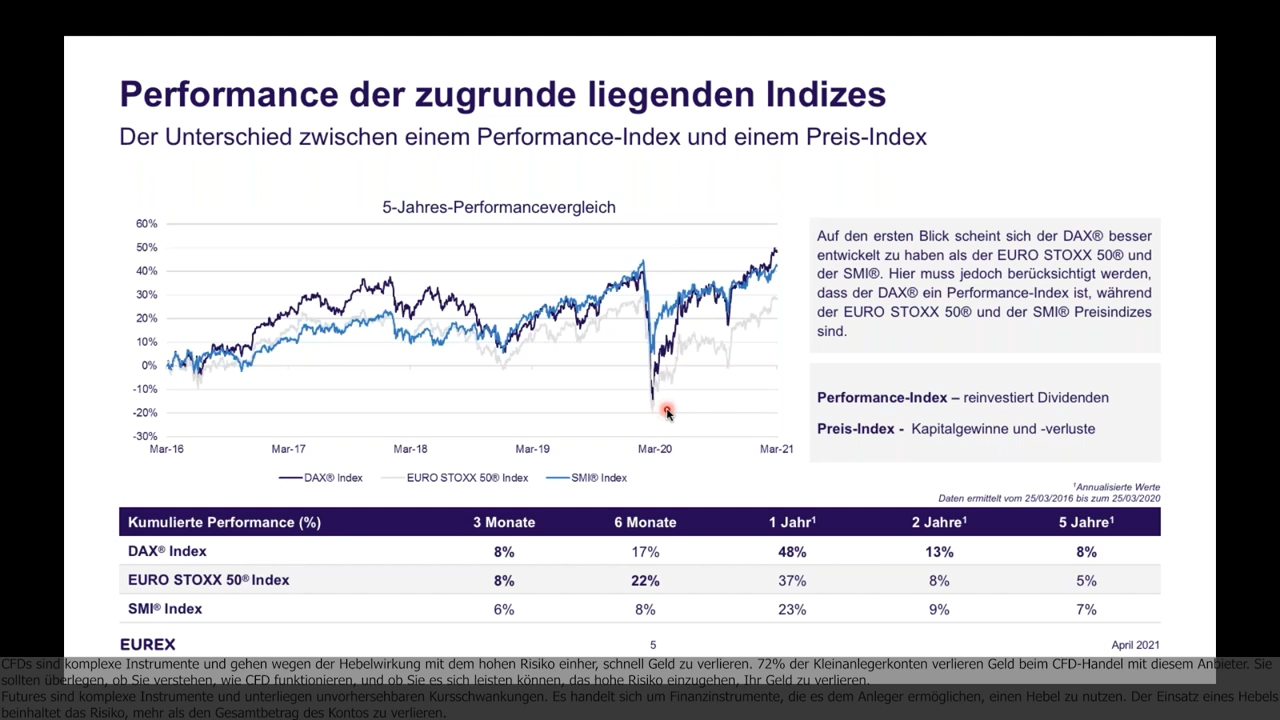 Performance der zugrunde liegenden Indizes
Der Unterschied zwischen einem Performance-Index und einem Preis-Index
5-Jahres-Performancevergleich
60%
50%
40%
30%
20%
10%
0%
-10%
-20%
-30%
Mar-16 Mar-17 Mar-18 Mar-19 Mar-20 Mar-21
DAX® Index EURO STOXX 50® Index SMI® Index
Auf den ersten Blick scheint sich der DAX® besser
entwickelt zu haben als der EURO STOXX 50® und
der SMI®. Hier muss jedoch berücksichtigt werden,
dass der DAX® ein Performance-Index ist, während
der EURO STOXX 50® und der SMI® Preisindizes
sind.
Performance-Index – reinvestiert Dividenden
Preis-Index - Kapitalgewinne und -verluste
¹Annualisierte Werte
Daten ermittelt vom 25/03/2016 bis zum 25/03/2020
Kumulierte Performance (%) 3 Monate 6 Monate 1 Jahr¹ 2 Jahre¹ 5 Jahre¹
DAX® Index 8% 17% 48% 13% 8%
EURO STOXX 50® Index 8% 22% 37% 8% 5%
SMI® Index 6% 8% 23% 9% 7%
EUREX 5 April 2021
CFDs sind komplexe Instrumente und gehen wegen der Hebelwirkung mit dem hohen Risiko einher, schnell Geld zu verlieren. 72% der Kleinanlegerkonten verlieren Geld beim CFD-Handel mit diesem Anbieter. Sie
sollten überlegen, ob Sie verstehen, wie CFD funktionieren, und ob Sie es sich leisten können, das hohe Risiko einzugehen, Ihr Geld zu verlieren.
Futures sind komplexe Instrumente und unterliegen unvorhersehbaren Kursschwankungen. Es handelt sich um Finanzinstrumente, die es dem Anleger ermöglichen, einen Hebel zu nutzen. Der Einsatz eines Hebels
beinhaltet das Risiko, mehr als den Gesamtbetrag des Kontos zu verlieren.